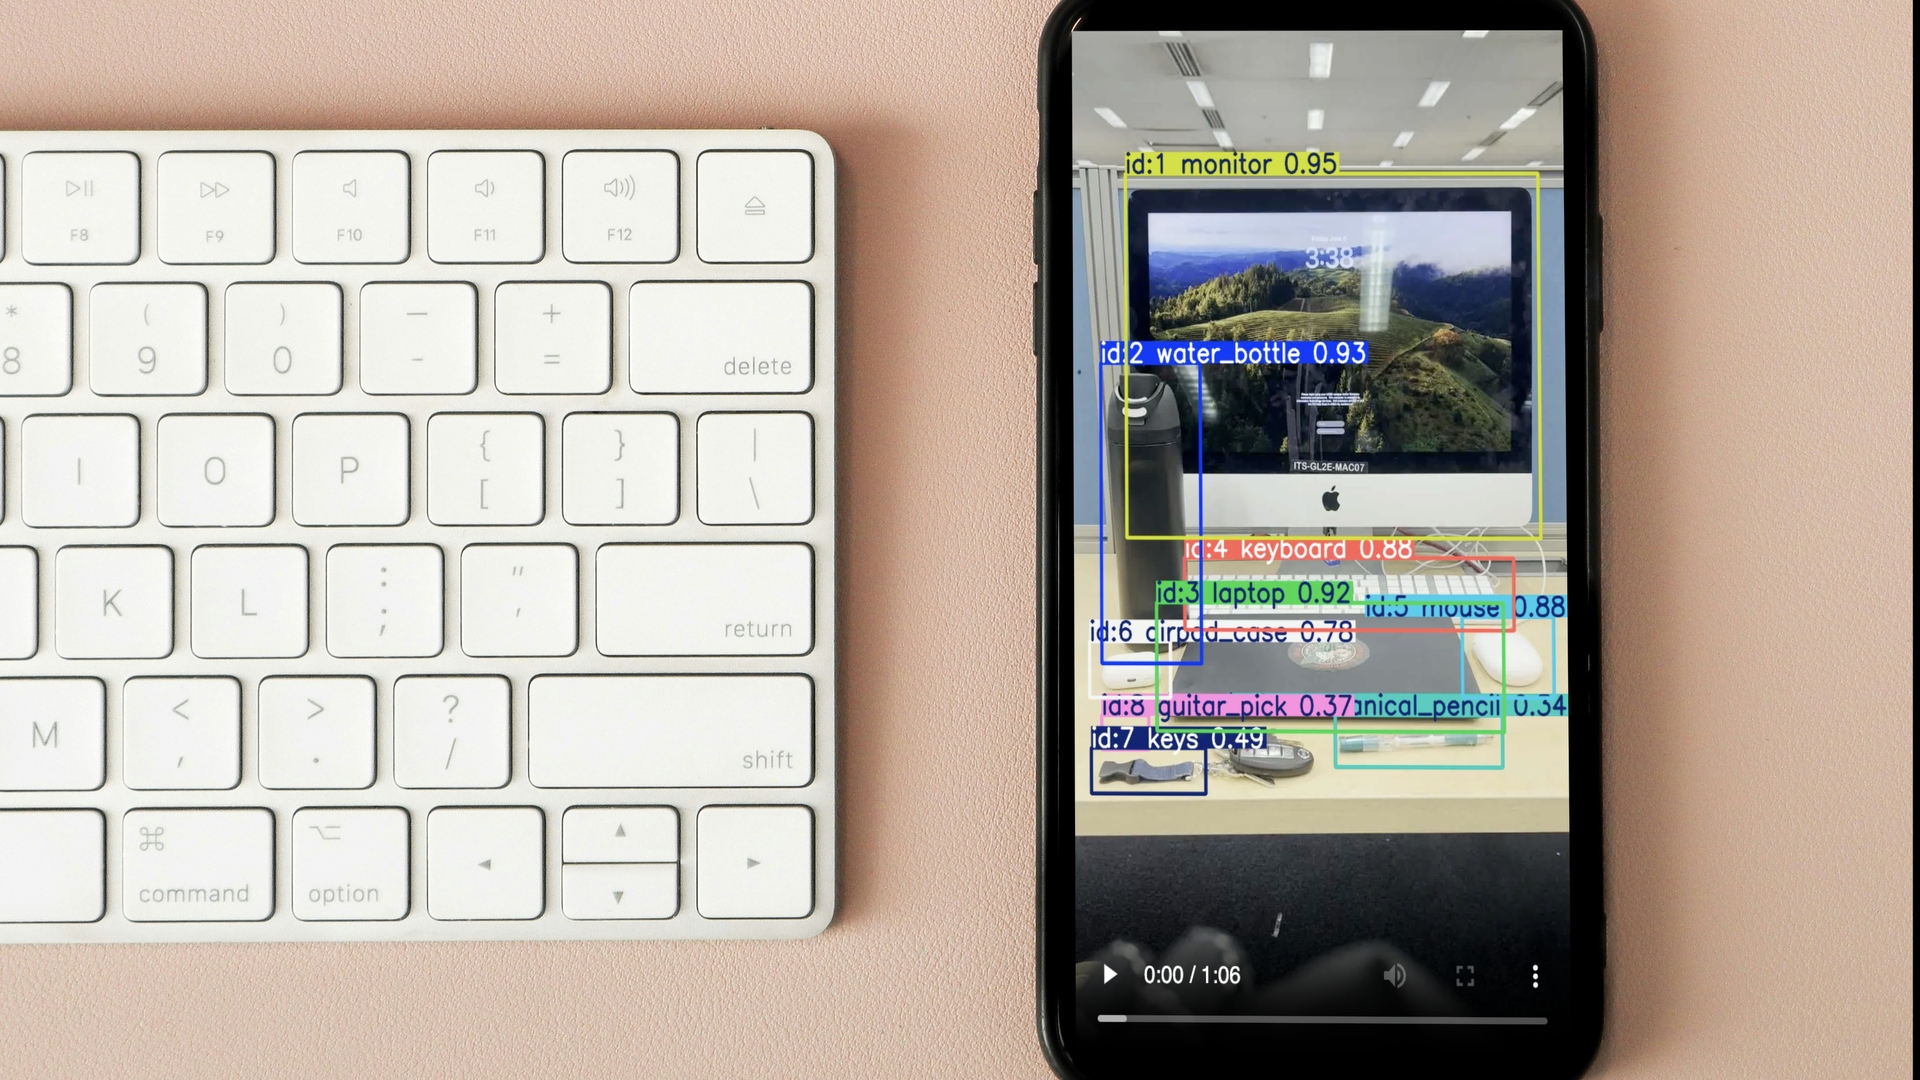 F8 F9 F10 F11 F12
* ( ) — +
8 9 0 - = delete
{ } |
I O P [ ] \
: "
K L ; ' return
< > ?
M , . / shift
command option
id:1 monitor 0.95
3:38
id:2 water_bottle 0.93
ITS-GL2E-MAC07
id:4 keyboard 0.88
id:3 laptop 0.92
id:5 mouse 0.88
id:6 airpod_case 0.78
id:8 guitar_pick 0.37
anical_pencil 0.34
id:7 keys 0.49
0:00 / 1:06